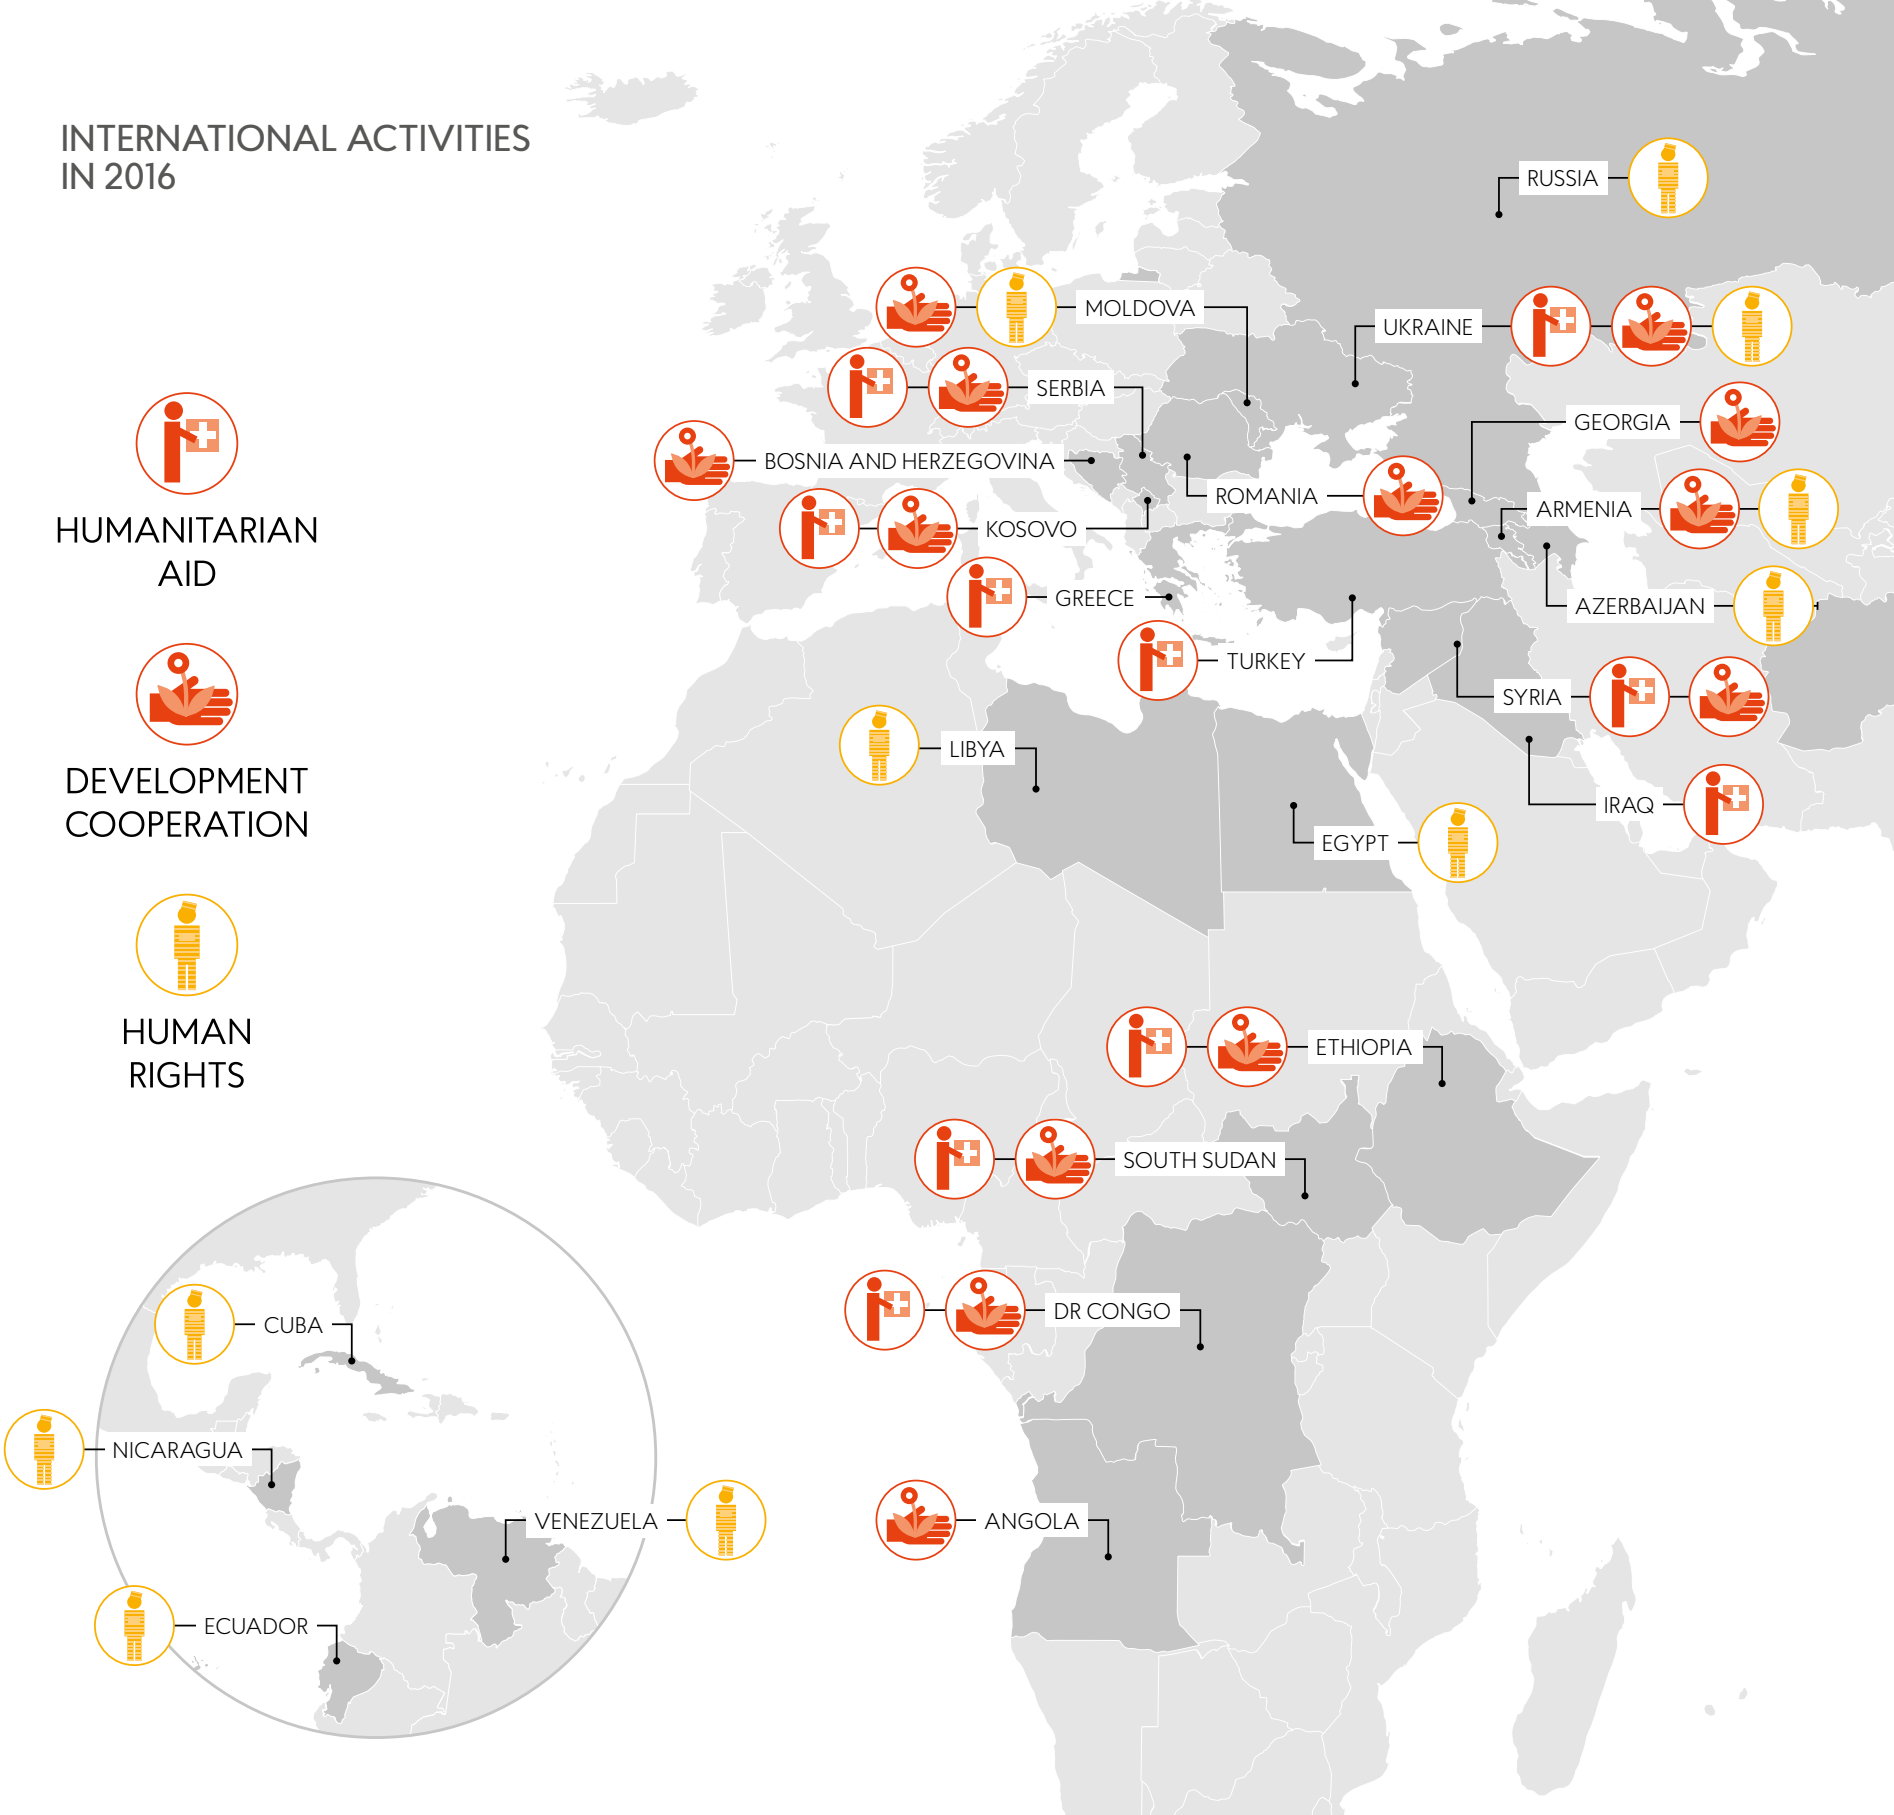 INTERNATIONAL ACTIVITIES
IN 2016
RUSSIA
MOLDOVA
UKRAINE
SERBIA
GEORGIA
BOSNIA AND HERZEGOVINA
ROMANIA
ARMENIA
KOSOVO
HUMANITARIAN
AID
GREECE
AZERBAIJAN
TURKEY
SYRIA
LIBYA
DEVELOPMENT
COOPERATION
IRAQ
EGYPT
HUMAN
RIGHTS
ETHIOPIA
SOUTH SUDAN
DR CONGO
CUBA
NICARAGUA
VENEZUELA
ANGOLA
ECUADOR